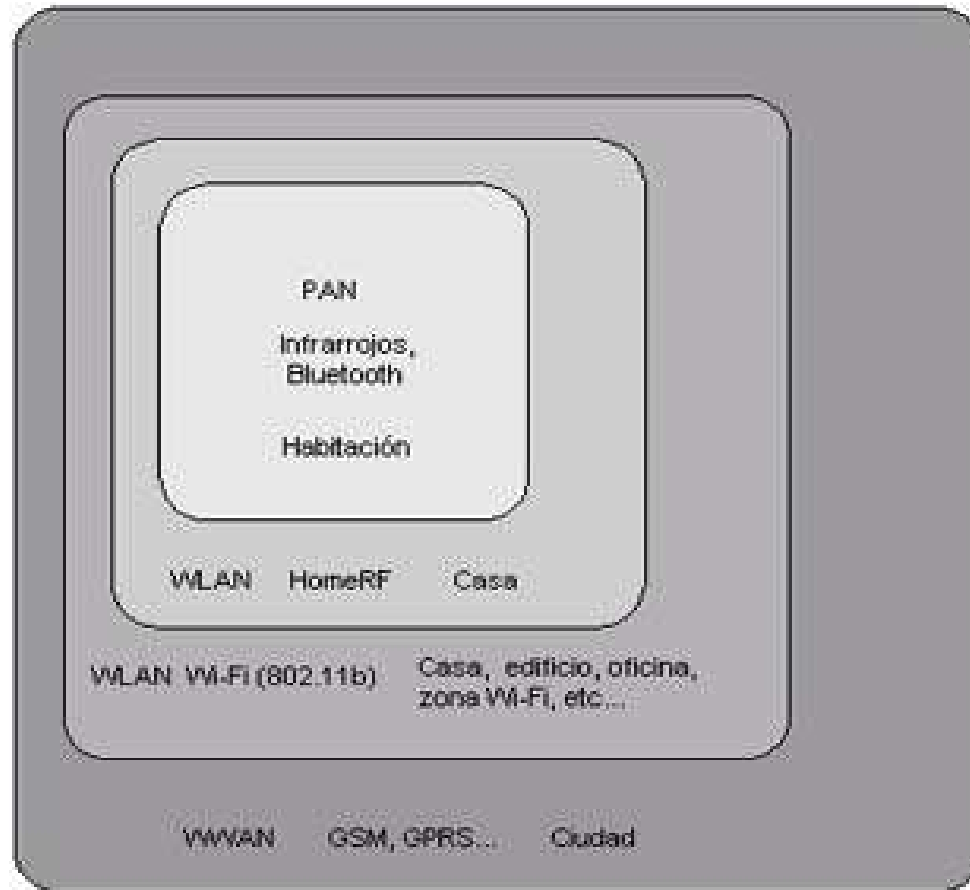 PAN
Infrarrojos,
Bluetooth
Habitación
WLAN HomeRF Casa
WLAN Wi-Fi (802.11b) Casa, edificio, oficina,
zona Wi-Fi, etc...
WWAN GSM, GPRS... Ciudad